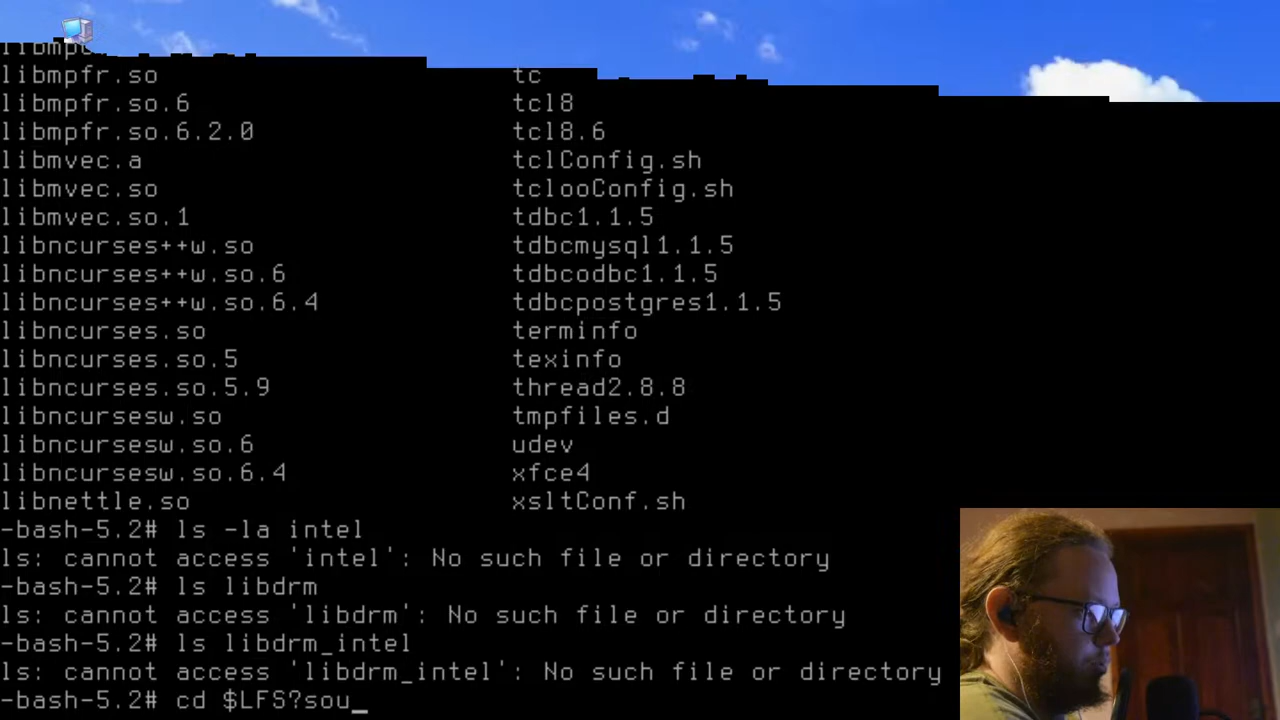 libmpfr.so tc
libmpfr.so.6 tcl8
libmpfr.so.6.2.0 tcl8.6
libmvec.a tclConfig.sh
libmvec.so tclooConfig.sh
libmvec.so.1 tdbc1.1.5
libncurses++w.so tdbcmysql1.1.5
libncurses++w.so.6 tdbcodbc1.1.5
libncurses++w.so.6.4 tdbcpostgres1.1.5
libncurses.so terminfo
libncurses.so.5 texinfo
libncurses.so.5.9 thread2.8.8
libncursesw.so tmpfiles.d
libncursesw.so.6 udev
libncursesw.so.6.4 xfce4
libnettle.so xsltConf.sh
-bash-5.2# ls -la intel
ls: cannot access 'intel': No such file or directory
-bash-5.2# ls libdrm
ls: cannot access 'libdrm': No such file or directory
-bash-5.2# ls libdrm_intel
ls: cannot access 'libdrm_intel': No such file or directory
-bash-5.2# cd $LFS?sou_